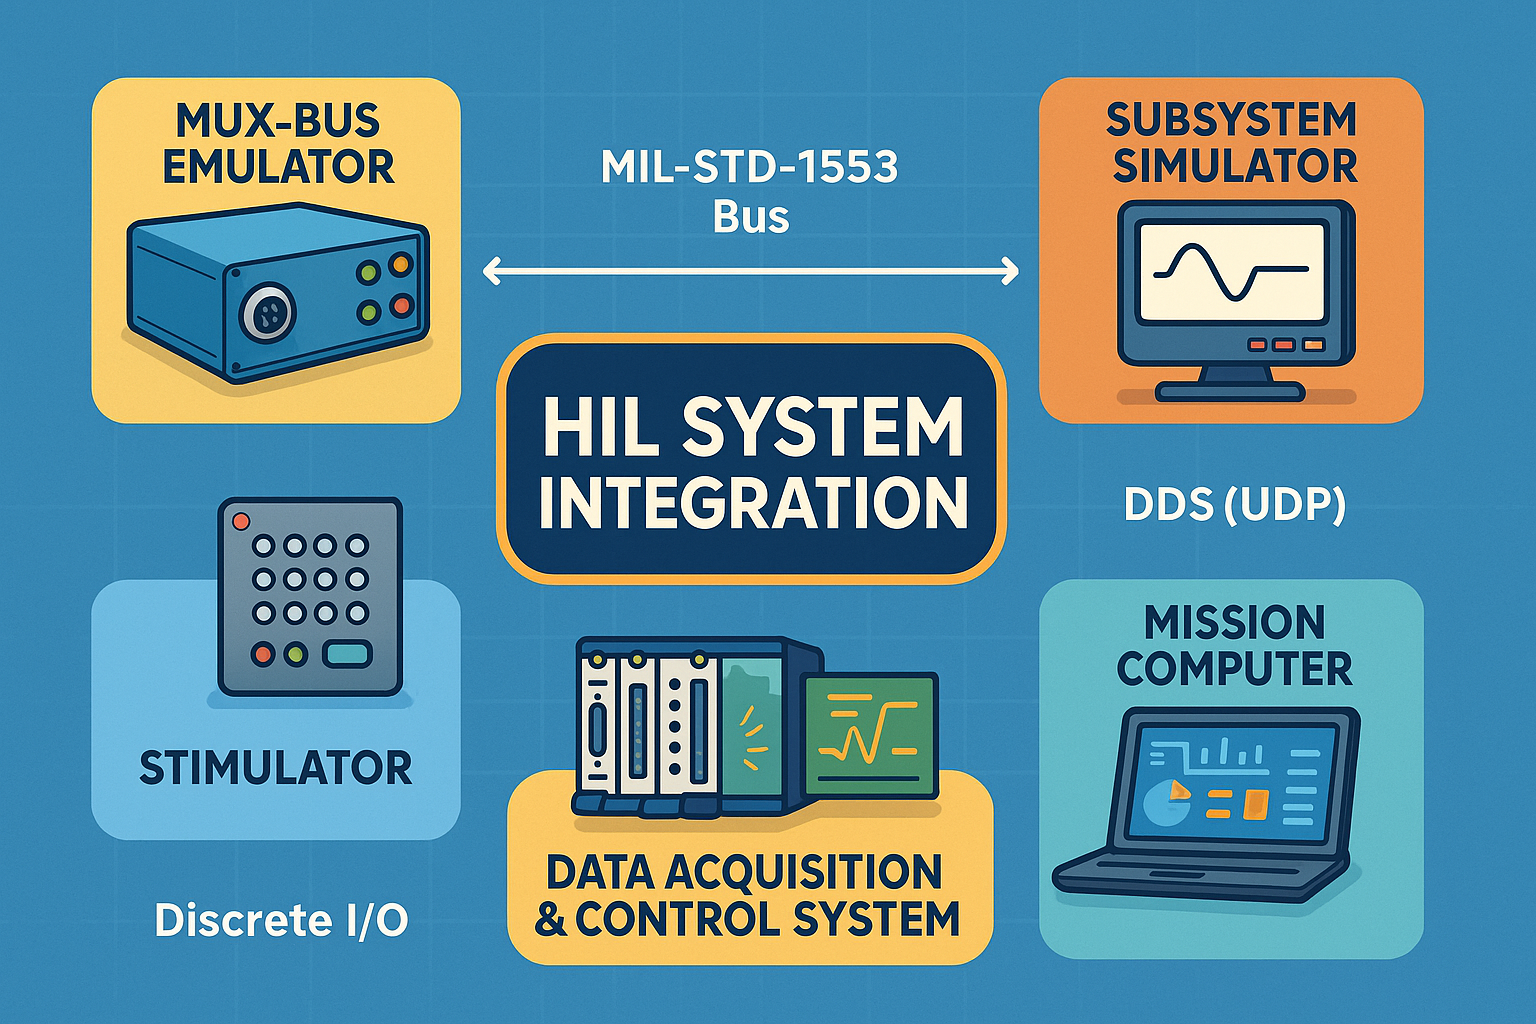 MUX-BUS
EMULATOR
MIL-STD-1553
Bus
SUBSYSTEM
SIMULATOR
HIL SYSTEM
INTEGRATION
DDS (UDP)
STIMULATOR
Discrete I/O
DATA ACQUISITION
& CONTROL SYSTEM
MISSION
COMPUTER